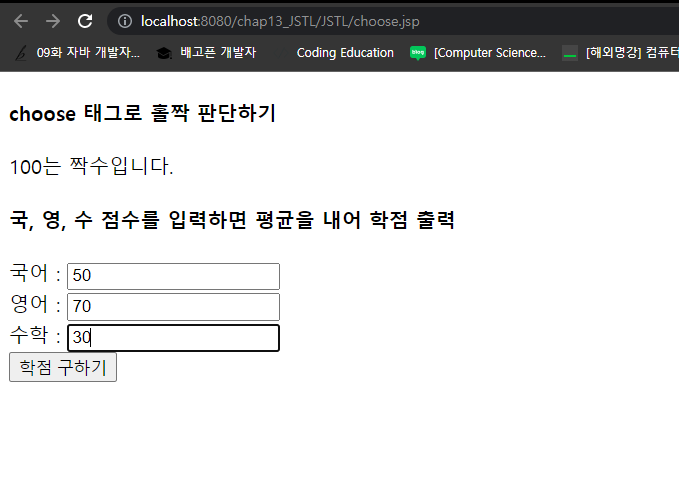 localhost:8080/chap13_JSTL/JSTL/choose.jsp
09화 자바 개발자... 배고픈 개발자 Coding Education blog [Computer Science... [해외명강] 컴퓨터
choose 태그로 홀짝 판단하기
100는 짝수입니다.
국, 영, 수 점수를 입력하면 평균을 내어 학점 출력
국어 : 50
영어 : 70
수학 : 30
학점 구하기